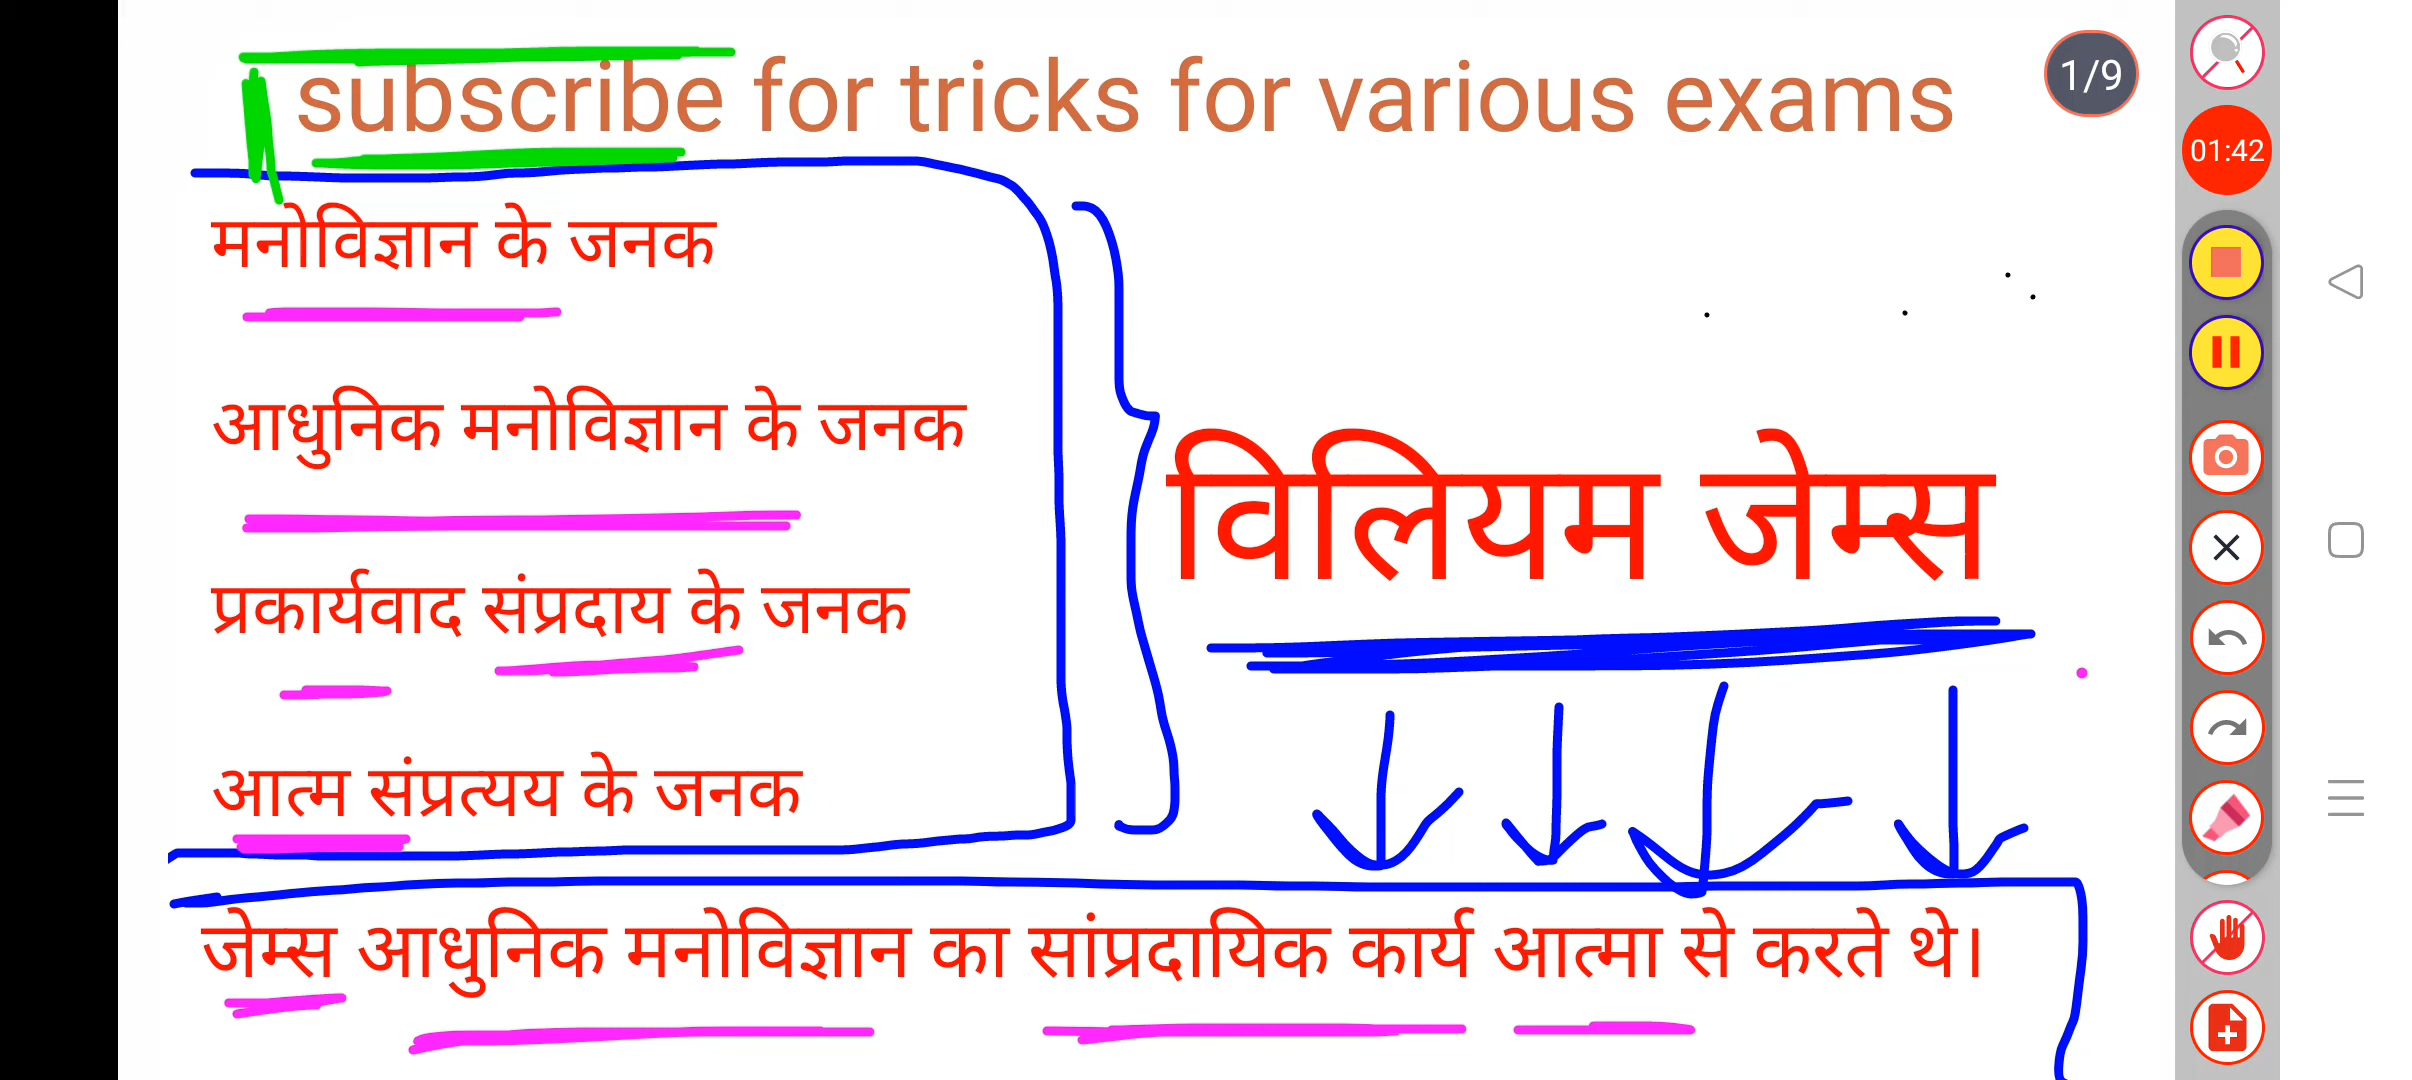 subscribe for tricks for various exams
1/9
01:42
मनोविज्ञान के जनक
आधुनिक मनोविज्ञान के जनक
प्रकार्यवाद संप्रदाय के जनक
आत्म संप्रत्यय के जनक
विलियम जेम्स
जेम्स आधुनिक मनोविज्ञान का सांप्रदायिक कार्य आत्मा से करते थे।